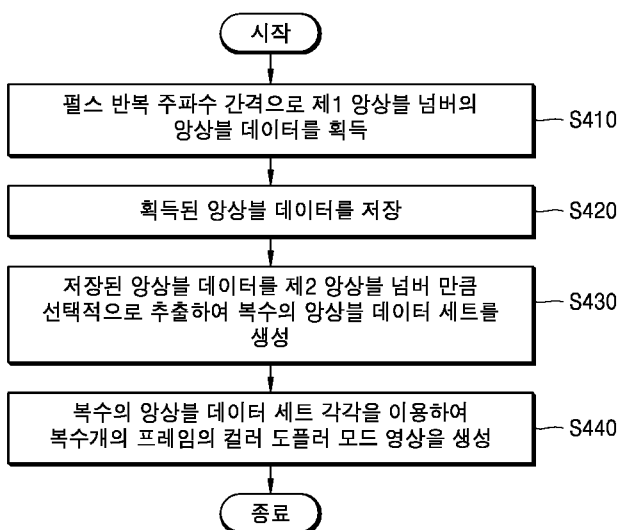 시작
펄스 반복 주파수 간격으로 제1 앙상블 넘버의
앙상블 데이터를 획득
S410
획득된 앙상블 데이터를 저장
S420
저장된 앙상블 데이터를 제2 앙상블 넘버 만큼
선택적으로 추출하여 복수의 앙상블 데이터 세트를
생성
S430
복수의 앙상블 데이터 세트 각각을 이용하여
복수개의 프레임의 컬러 도플러 모드 영상을 생성
S440
종료